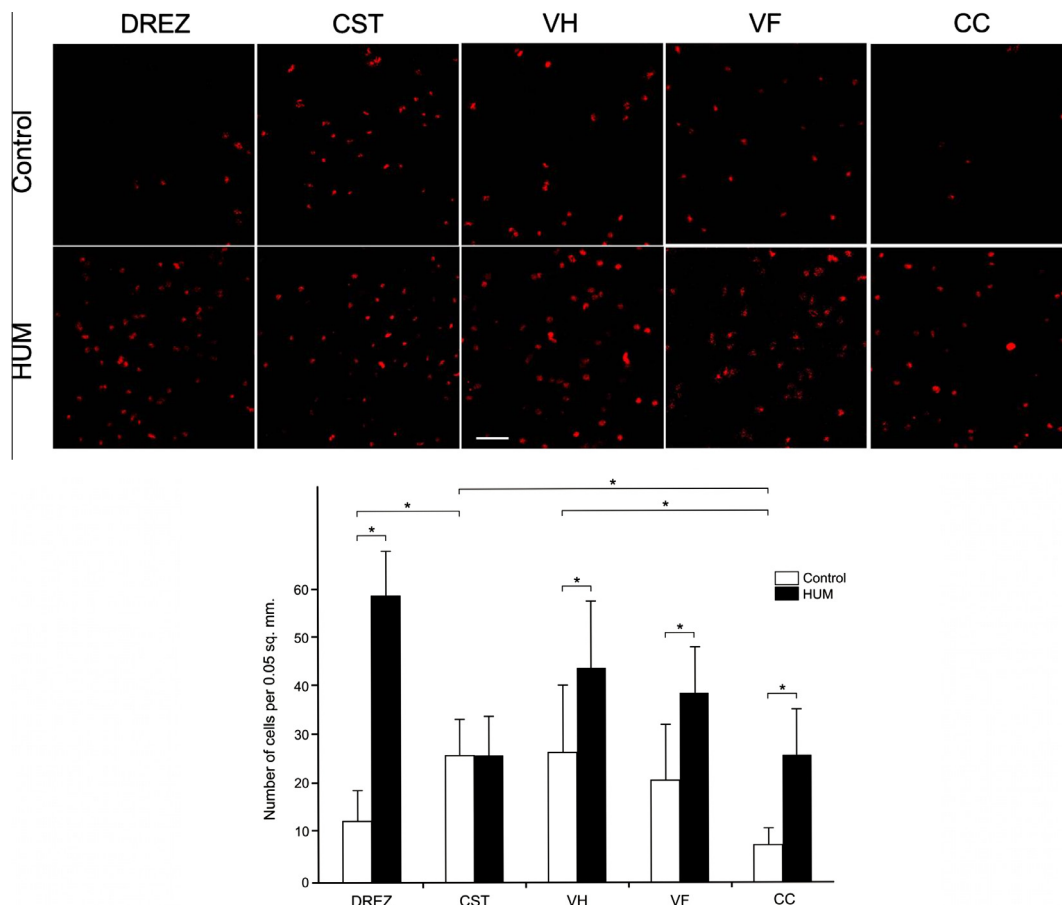 DREZ CST VH VF CC
Control
HUM
*
*
* *
*
*
*
Control
HUM
Number of cells per 0.05 sq. mm.
60
50
40
30
20
10
0
DREZ CST VH VF CC